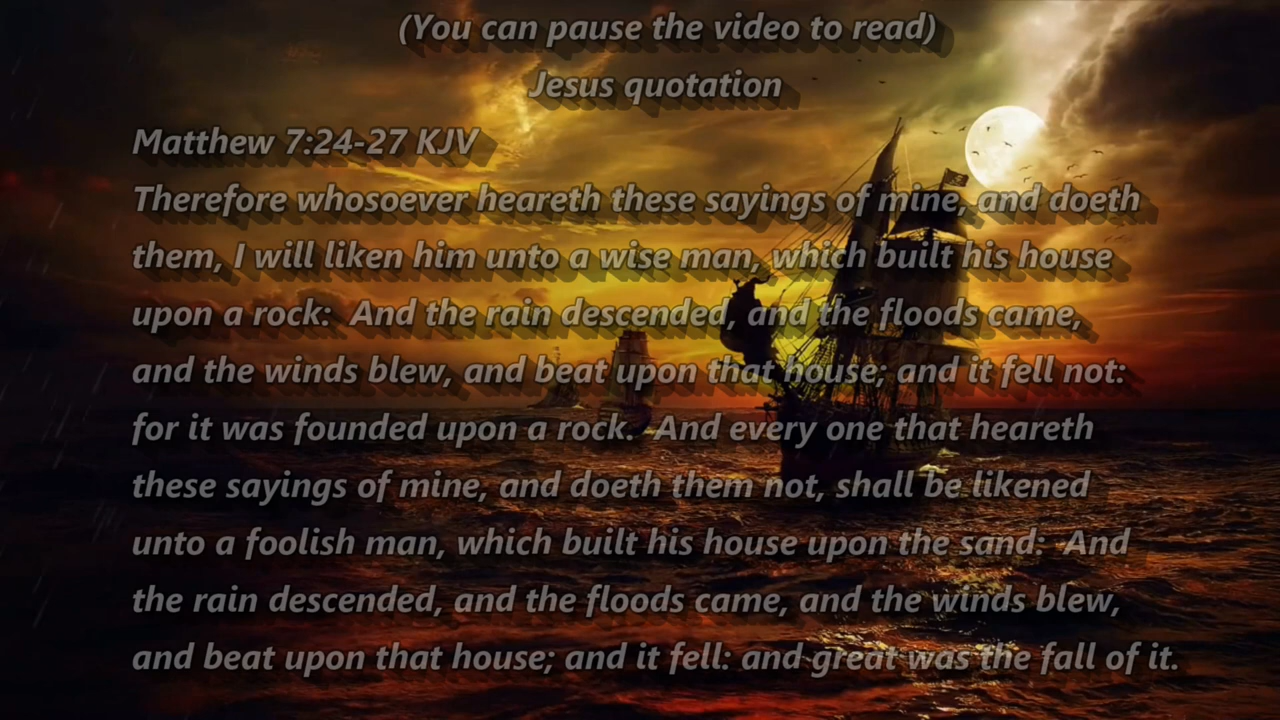 (You can pause the video to read)
Jesus quotation
Matthew 7:24-27 KJV
Therefore whosoever heareth these sayings of mine, and doeth
them, I will liken him unto a wise man, which built his house
upon a rock:  And the rain descended, and the floods came,
and the winds blew, and beat upon that house; and it fell not:
for it was founded upon a rock.  And every one that heareth
these sayings of mine, and doeth them not, shall be likened
unto a foolish man, which built his house upon the sand:  And
the rain descended, and the floods came, and the winds blew,
and beat upon that house; and it fell: and great was the fall of it.